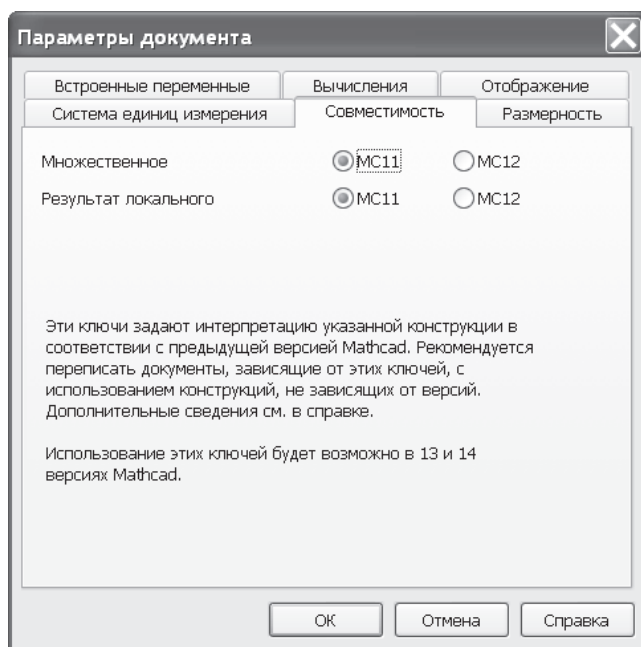 Параметры документа
Встроенные переменные Вычисления Отображение
Система единиц измерения Совместимость Размерность
Множественное MC11 MC12
Результат локального MC11 MC12
Эти ключи задают интерпретацию указанной конструкции в
соответствии с предыдущей версией Mathcad. Рекомендуется
переписать документы, зависящие от этих ключей, с
использованием конструкций, не зависящих от версий.
Дополнительные сведения см. в справке.
Использование этих ключей будет возможно в 13 и 14
версиях Mathcad.
ОК Отмена Справка